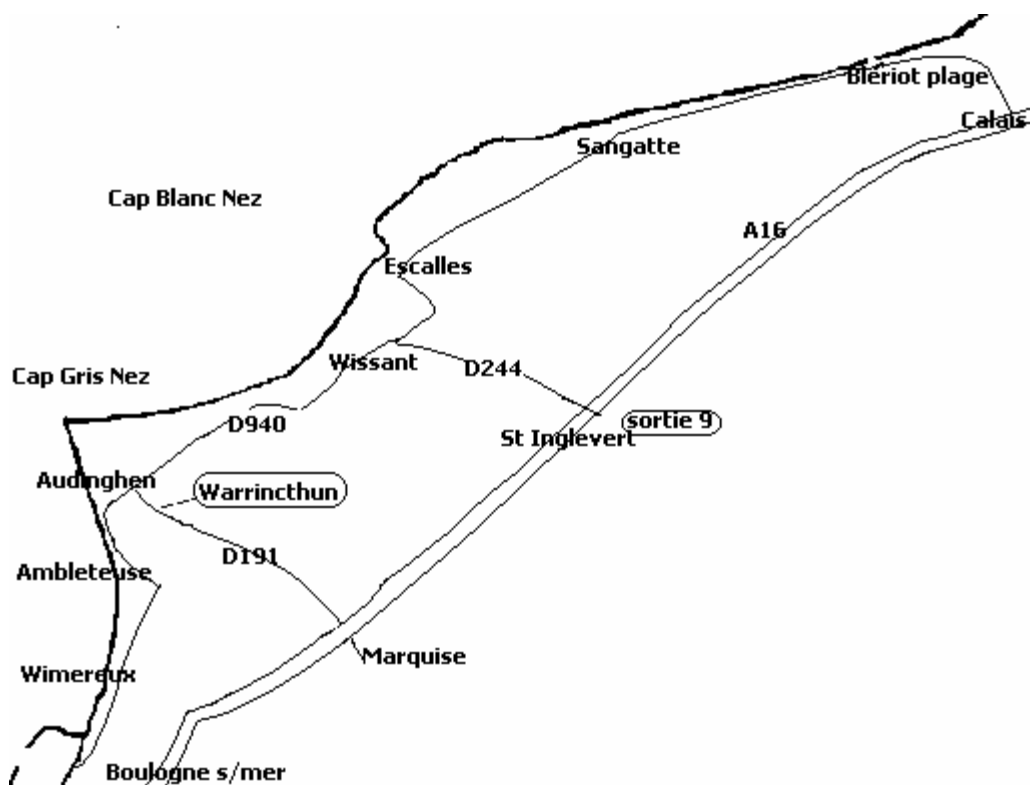 Blériot plage
Calais
Sangatte
Cap Blanc Nez
A16
Escalles
Wissant
D244
Cap Gris Nez
D940
sortie 9
St Inglevert
Audinghen
Warrincthun
D191
Ambleteuse
Marquise
Wimereux
Boulogne s/mer